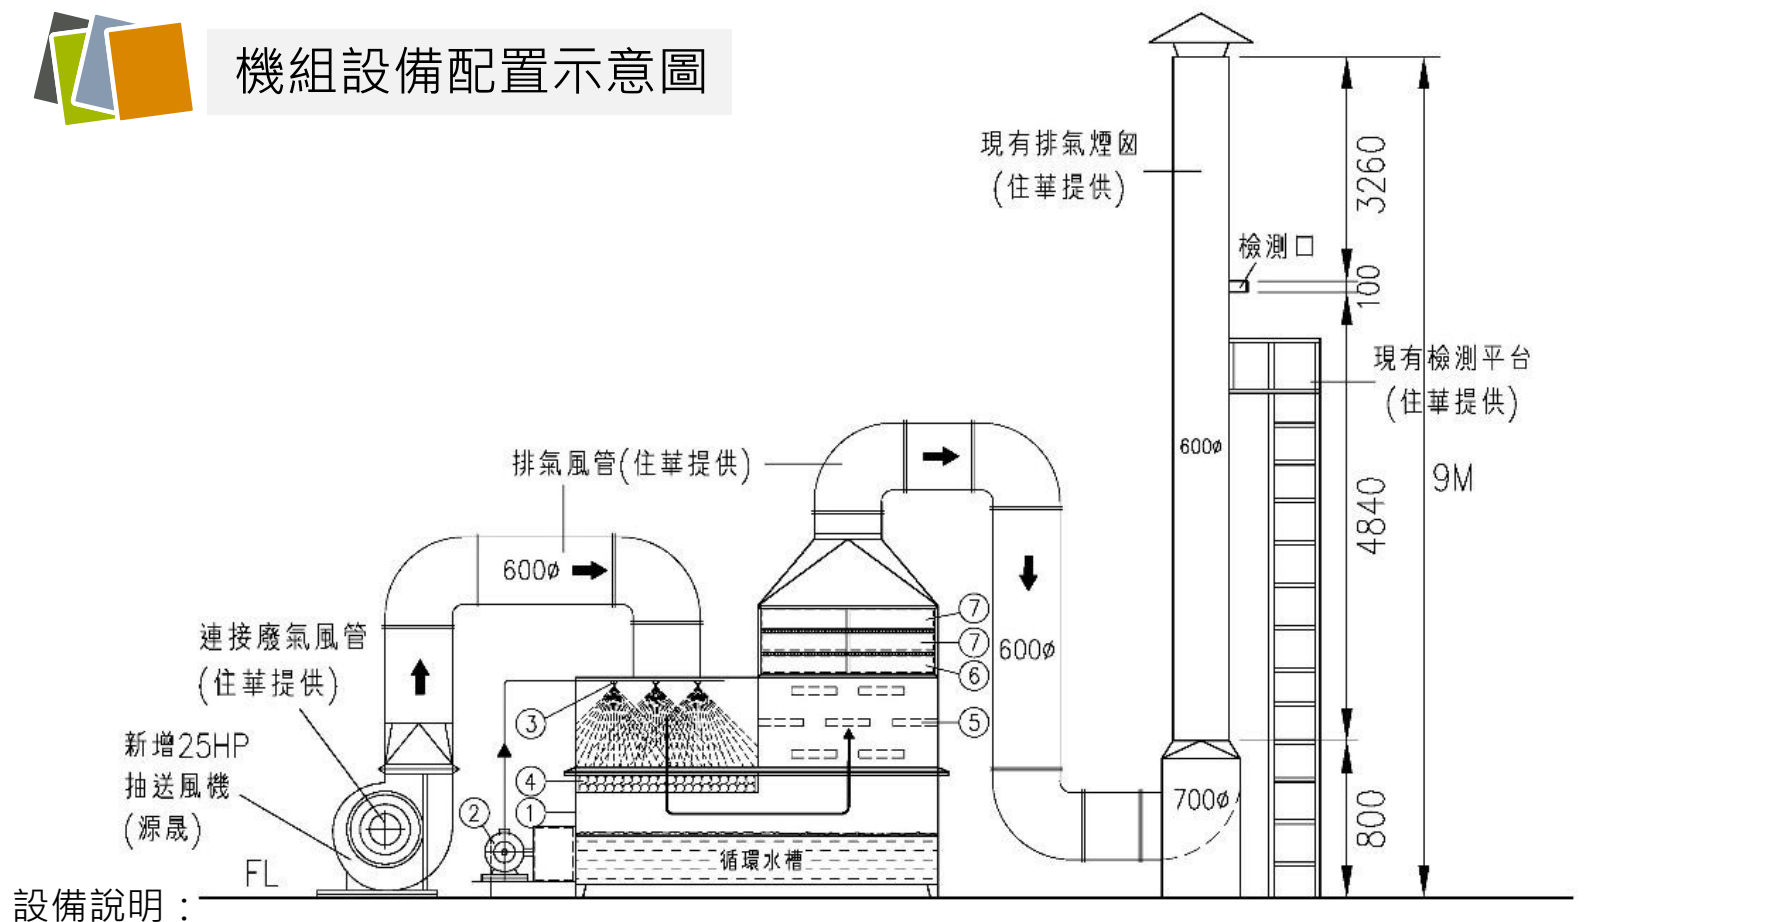 機組設備配置示意圖
現有排氣煙囪
(住華提供)
3260
檢測口
100
現有檢測平台
(住華提供)
600ø
9M
4840
排氣風管(住華提供)
600ø
連接廢氣風管
(住華提供)
7
7
600ø
6
3
5
新增25HP
抽送風機
(源晟)
4
1
2
700ø
800
循環水槽
FL
設備說明：